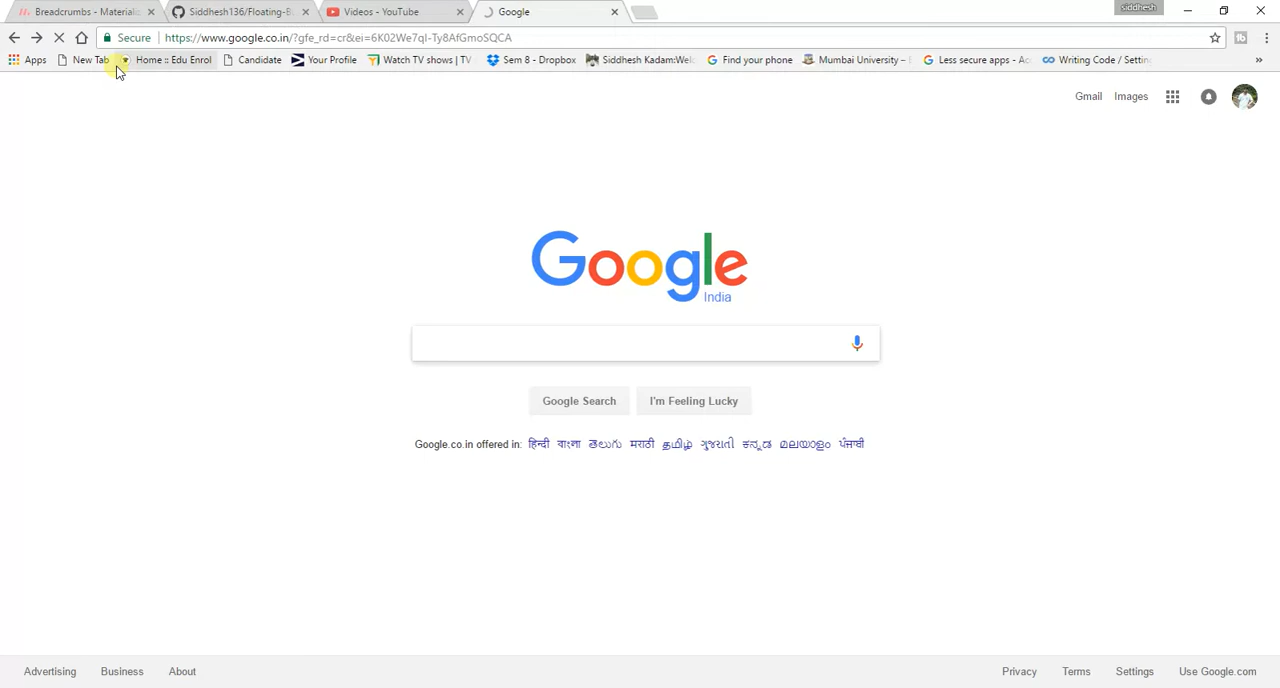 siddhesh
Breadcrumbs - Materialis Siddhesh136/Floating-B Videos - YouTube Google
Secure https://www.google.co.in/?gfe_rd=cr&ei=6K02We7qI-Ty8AfGmoSQCA
Apps New Tab Home :: Edu Enrol Candidate Your Profile Watch TV shows | TV Sem 8 - Dropbox Siddhesh Kadam:Wel Find your phone Mumbai University – Less secure apps - Ac Writing Code / Setting »
Gmail Images
Google
India
Google Search I'm Feeling Lucky
Google.co.in offered in: हिन्दी বাংলা తెలుగు मराठी தமிழ் ગુજરાતી ಕನ್ನಡ മലയാളം ਪੰਜਾਬੀ
Advertising Business About Privacy Terms Settings Use Google.com